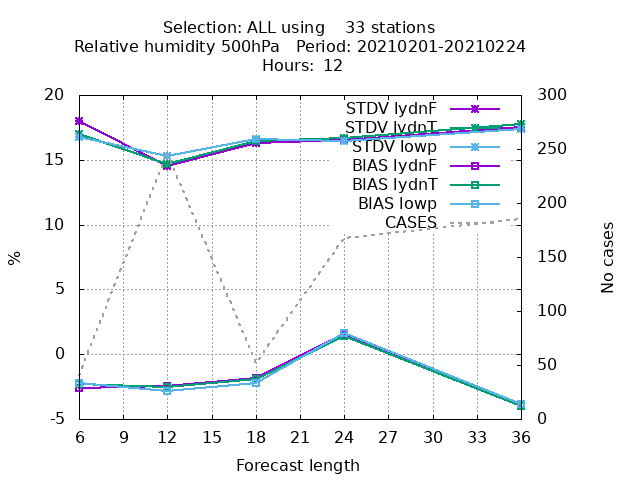 Selection: ALL using    33 stations
Relative humidity 500hPa   Period: 20210201-20210224
Hours:  12
20
15
10
5
0
-5
%
300
250
200
150
100
50
0
No cases
STDV lydnF
STDV lydnT
STDV lowp
BIAS lydnF
BIAS lydnT
BIAS lowp
CASES
6 9 12 15 18 21 24 27 30 33 36
Forecast length